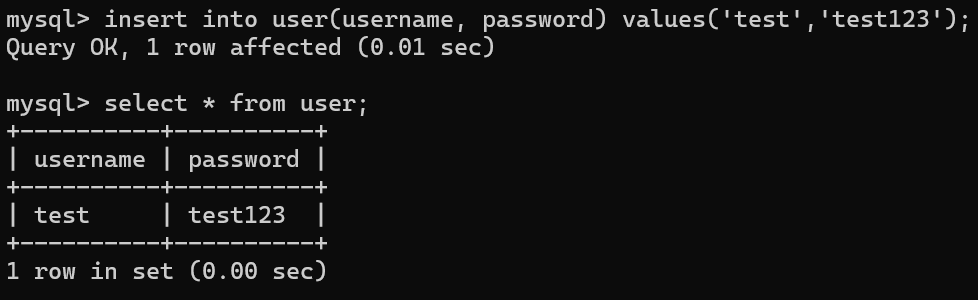 mysql> insert into user(username, password) values('test','test123');
Query OK, 1 row affected (0.01 sec)

mysql> select * from user;
+----------+----------+
| username | password |
+----------+----------+
| test     | test123  |
+----------+----------+
1 row in set (0.00 sec)